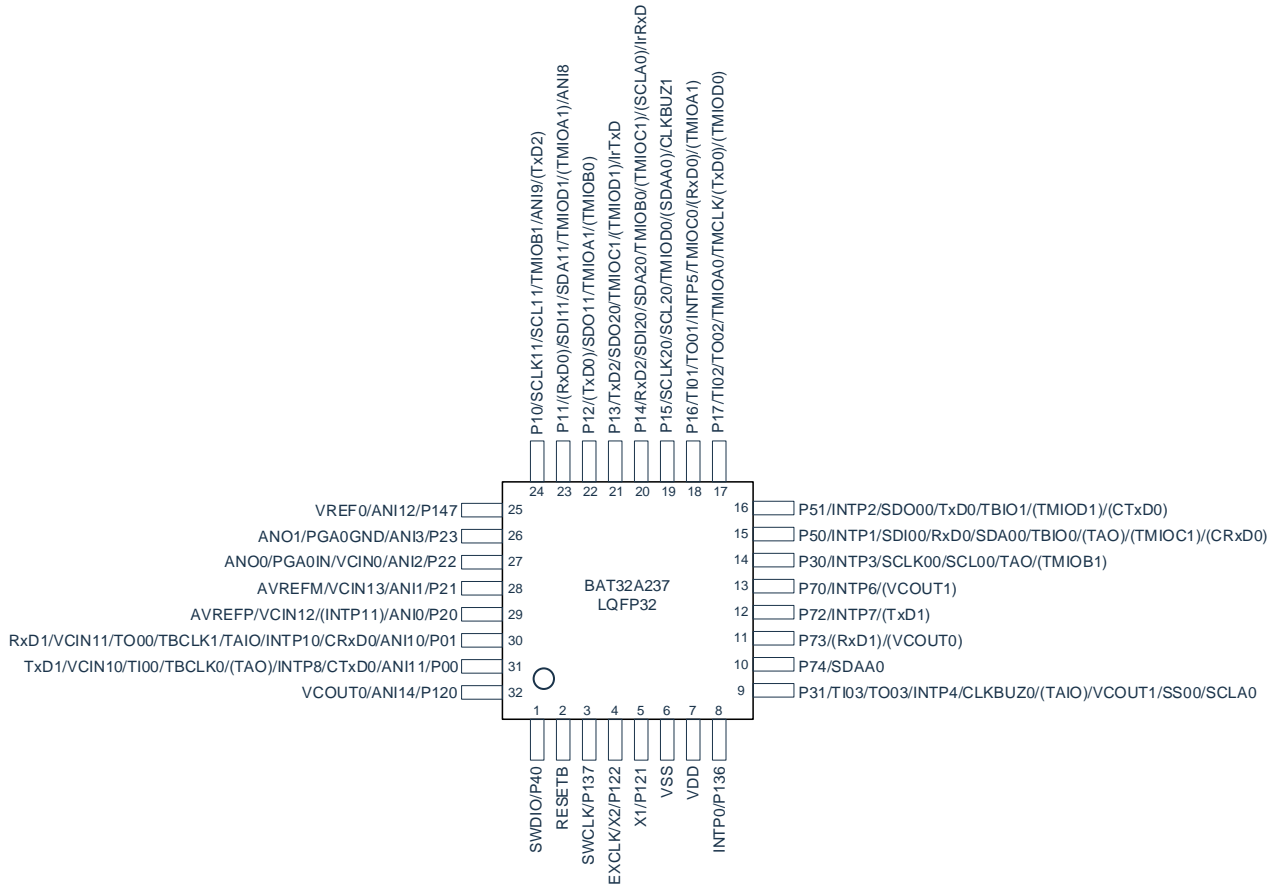 P10/SCLK11/SCL11/TMIOB1/ANI9/(TxD2)
P11/(RxD0)/SDI11/SDA11/TMIOD1/(TMIOA1)/ANI8
P12/(TxD0)/SDO11/TMIOA1/(TMIOB0)
P13/TxD2/SDO20/TMIOC1/(TMIOD1)/IrTxD
P14/RxD2/SDI20/SDA20/TMIOB0/(TMIOC1)/(SCLA0)/IrRxD
P15/SCLK20/SCL20/TMIOD0/(SDAA0)/CLKBUZ1
P16/TI01/TO01/INTP5/TMIOC0/(RxD0)/(TMIOA1)
P17/TI02/TO02/TMIOA0/TMCLK/(TxD0)/(TMIOD0)
24 23 22 21 20 19 18 17
VREF0/ANI12/P147 25
ANO1/PGA0GND/ANI3/P23 26
ANO0/PGA0IN/VCIN0/ANI2/P22 27
AVREFM/VCIN13/ANI1/P21 28
AVREFP/VCIN12/(INTP11)/ANI0/P20 29
RxD1/VCIN11/TO00/TBCLK1/TAIO/INTP10/CRxD0/ANI10/P01 30
TxD1/VCIN10/TI00/TBCLK0/(TAO)/INTP8/CTxD0/ANI11/P00 31
VCOUT0/ANI14/P120 32
BAT32A237
LQFP32
16 P51/INTP2/SDO00/TxD0/TBIO1/(TMIOD1)/(CTxD0)
15 P50/INTP1/SDI00/RxD0/SDA00/TBIO0/(TAO)/(TMIOC1)/(CRxD0)
14 P30/INTP3/SCLK00/SCL00/TAO/(TMIOB1)
13 P70/INTP6/(VCOUT1)
12 P72/INTP7/(TxD1)
11 P73/(RxD1)/(VCOUT0)
10 P74/SDAA0
9 P31/TI03/TO03/INTP4/CLKBUZ0/(TAIO)/VCOUT1/SS00/SCLA0
1 2 3 4 5 6 7 8
SWDIO/P40
RESETB
SWCLK/P137
EXCLK/X2/P122
X1/P121
VSS
VDD
INTP0/P136